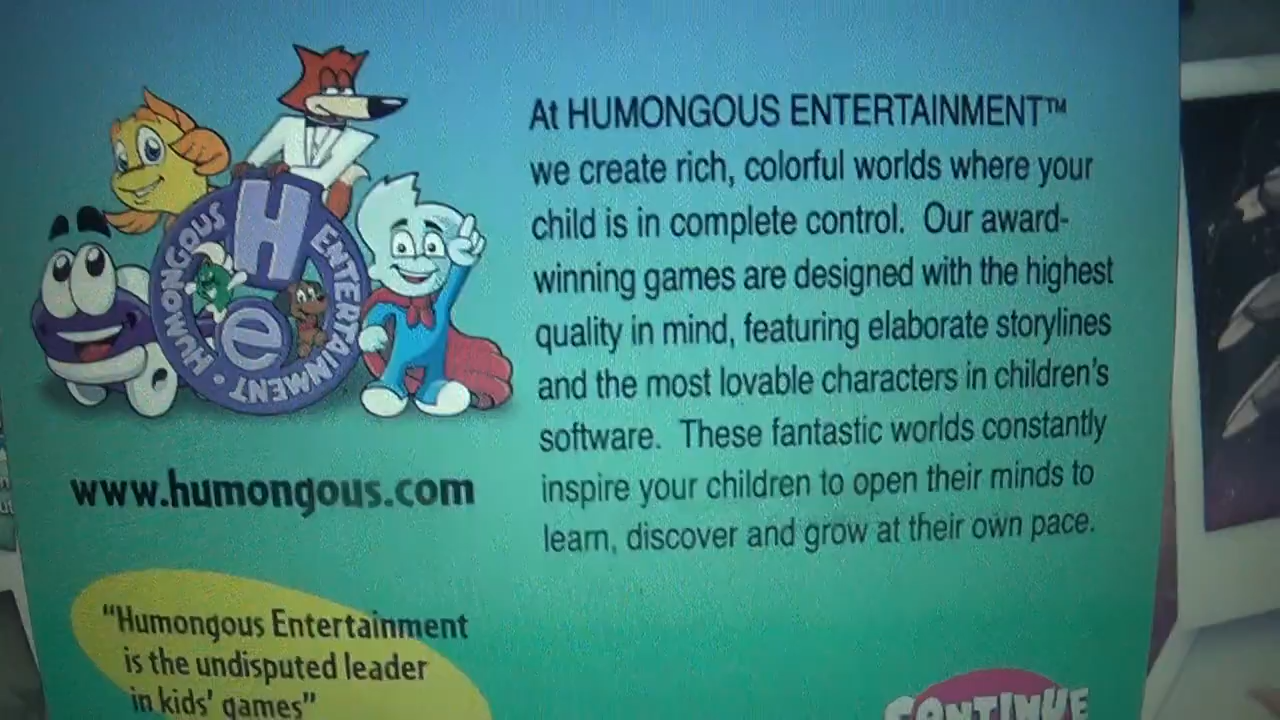 HUMONGOUS • ENTERTAINMENT
H
e
www.humongous.com
At HUMONGOUS ENTERTAINMENT™
we create rich, colorful worlds where your
child is in complete control. Our award-
winning games are designed with the highest
quality in mind, featuring elaborate storylines
and the most lovable characters in children's
software. These fantastic worlds constantly
inspire your children to open their minds to
learn, discover and grow at their own pace.
"Humongous Entertainment
is the undisputed leader
in kids' games"
CONTINUE